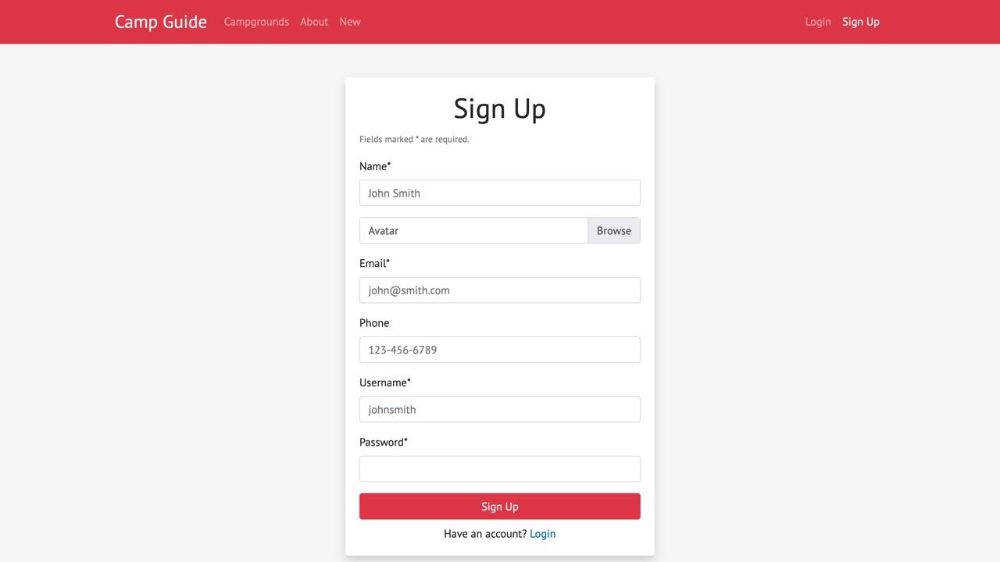 Camp Guide Campgrounds About New Login Sign Up
Sign Up
Fields marked * are required.
Name*
John Smith
Avatar Browse
Email*
john@smith.com
Phone
123-456-6789
Username*
johnsmith
Password*
Sign Up
Have an account? Login